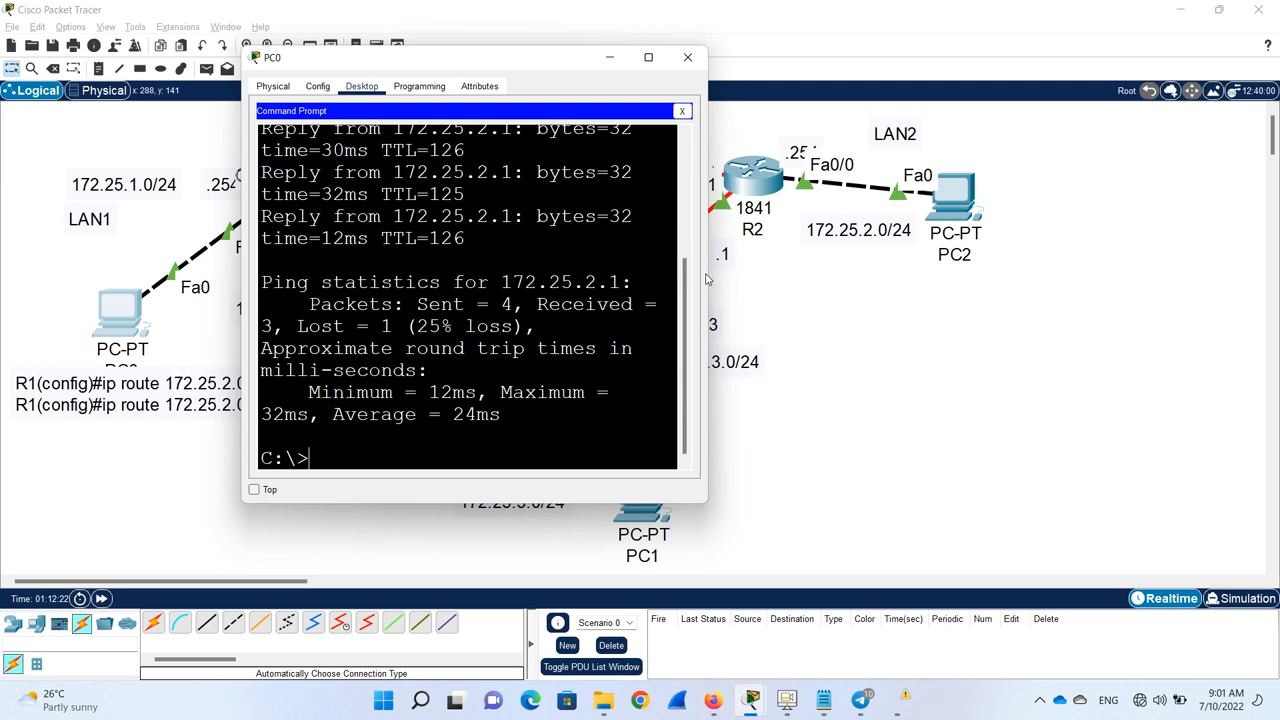 Cisco Packet Tracer
File Edit Options View Tools Extensions Window Help
?
Logical Physical x: 288, y: 141
Root 12:40:00
PC0
Physical Config Desktop Programming Attributes
Command Prompt
X
Reply from 172.25.2.1: bytes=32
time=30ms TTL=126
Reply from 172.25.2.1: bytes=32
time=32ms TTL=125
Reply from 172.25.2.1: bytes=32
time=12ms TTL=126
Ping statistics for 172.25.2.1:
Packets: Sent = 4, Received =
3, Lost = 1 (25% loss),
Approximate round trip times in
milli-seconds:
Minimum = 12ms, Maximum =
32ms, Average = 24ms
C:\>
Top
172.25.1.0/24
LAN1
Fa0
PC-PT
R1(config)#ip route 172.25.2.0
R1(config)#ip route 172.25.2.0
LAN2
Fa0/0
Fa0
1841
R2
172.25.2.0/24
PC-PT
PC2
.1
.3.0/24
PC-PT
PC1
Time: 01:12:22
Realtime Simulation
Scenario 0
New Delete
Toggle PDU List Window
Fire Last Status Source Destination Type Color Time(sec) Periodic Num Edit Delete
Automatically Choose Connection Type
26°C
Partly sunny
10
ENG
9:01 AM
7/10/2022